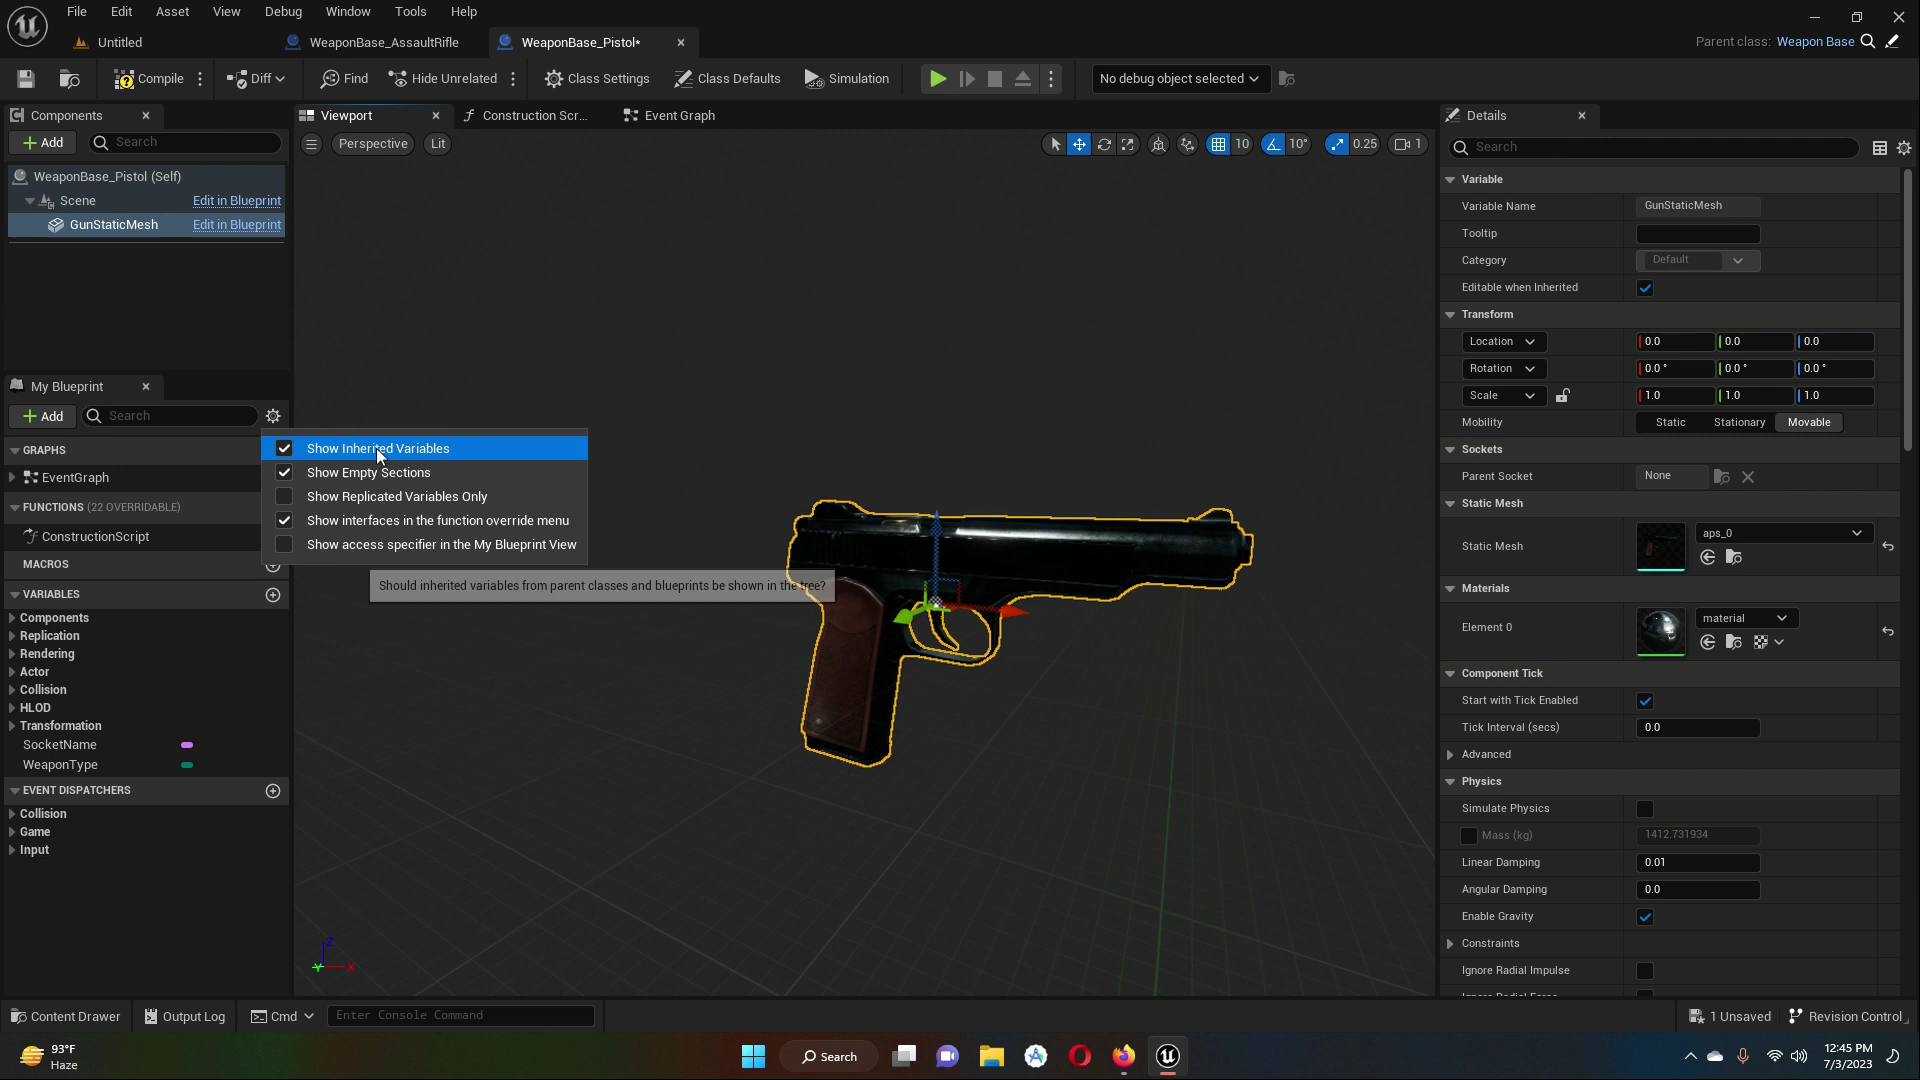 File Edit Asset View Debug Window Tools Help
Untitled WeaponBase_AssaultRifle WeaponBase_Pistol*
Parent class: Weapon Base
Compile Diff Find Hide Unrelated Class Settings Class Defaults Simulation No debug object selected
Components
Add Search
WeaponBase_Pistol (Self)
Scene Edit in Blueprint
GunStaticMesh Edit in Blueprint
My Blueprint
Add Search
GRAPHS
EventGraph
FUNCTIONS (22 OVERRIDABLE)
ConstructionScript
MACROS
VARIABLES
Components
Replication
Rendering
Actor
Collision
HLOD
Transformation
SocketName
WeaponType
EVENT DISPATCHERS
Collision
Game
Input
Viewport Construction Scr... Event Graph
Perspective Lit 10 10° 0.25 1
Show Inherited Variables
Show Empty Sections
Show Replicated Variables Only
Show interfaces in the function override menu
Show access specifier in the My Blueprint View
Should inherited variables from parent classes and blueprints be shown in the tree?
Z
Y X
Details
Search
Variable
Variable Name GunStaticMesh
Tooltip
Category Default
Editable when Inherited
Transform
Location 0.0 0.0 0.0
Rotation 0.0 ° 0.0 ° 0.0 °
Scale 1.0 1.0 1.0
Mobility Static Stationary Movable
Sockets
Parent Socket None
Static Mesh
Static Mesh aps_0
Materials
Element 0 material
Component Tick
Start with Tick Enabled
Tick Interval (secs) 0.0
Advanced
Physics
Simulate Physics
Mass (kg) 1412.731934
Linear Damping 0.01
Angular Damping 0.0
Enable Gravity
Constraints
Ignore Radial Impulse
Ignore Radial Force
Content Drawer Output Log Cmd Enter Console Command 1 Unsaved Revision Control
93°F
Haze
Search
12:45 PM
7/3/2023